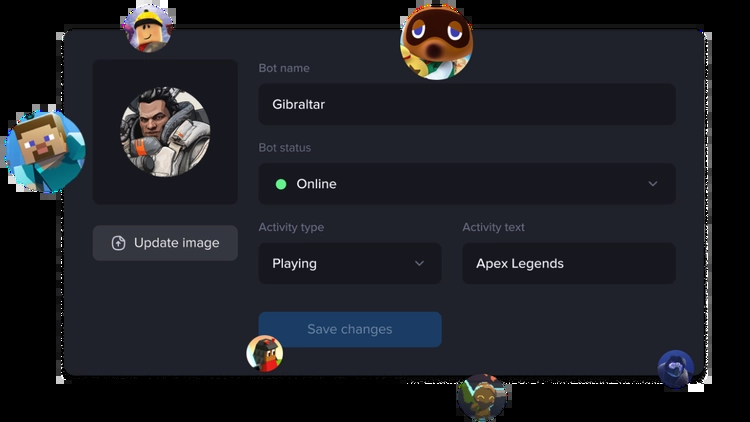 Bot name
Gibraltar
Bot status
Online
Update image
Activity type
Activity text
Playing
Apex Legends
Save changes